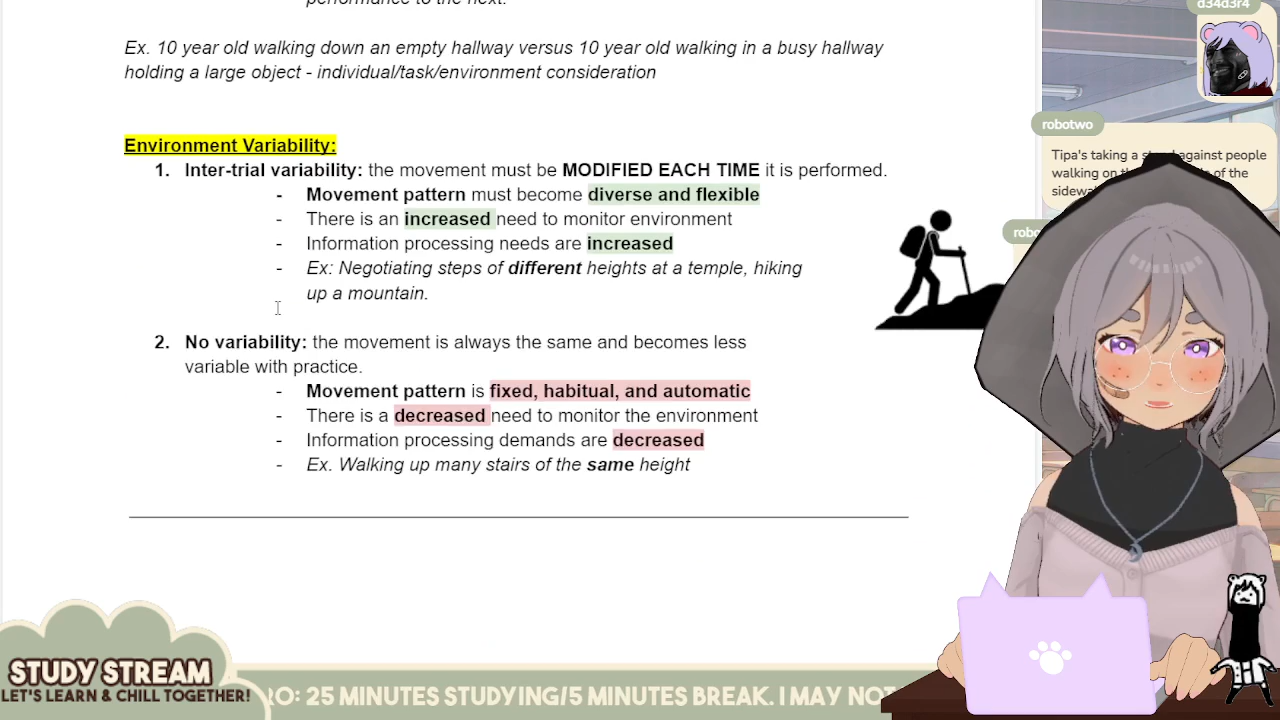 performance to the next.
Ex. 10 year old walking down an empty hallway versus 10 year old walking in a busy hallway
holding a large object - individual/task/environment consideration
Environment Variability:
1. Inter-trial variability: the movement must be MODIFIED EACH TIME it is performed.
- Movement pattern must become diverse and flexible
- There is an increased need to monitor environment
- Information processing needs are increased
- Ex: Negotiating steps of different heights at a temple, hiking
up a mountain.
2. No variability: the movement is always the same and becomes less
variable with practice.
- Movement pattern is fixed, habitual, and automatic
- There is a decreased need to monitor the environment
- Information processing demands are decreased
- Ex. Walking up many stairs of the same height
d34d3r4
robotwo
Tipa's taking a against people
walking on of the
STUDY STREAM
LET'S LEARN & CHILL TOGETHER!
RO: 25 MINUTES STUDYING/5 MINUTES BREAK. I MAY NOT